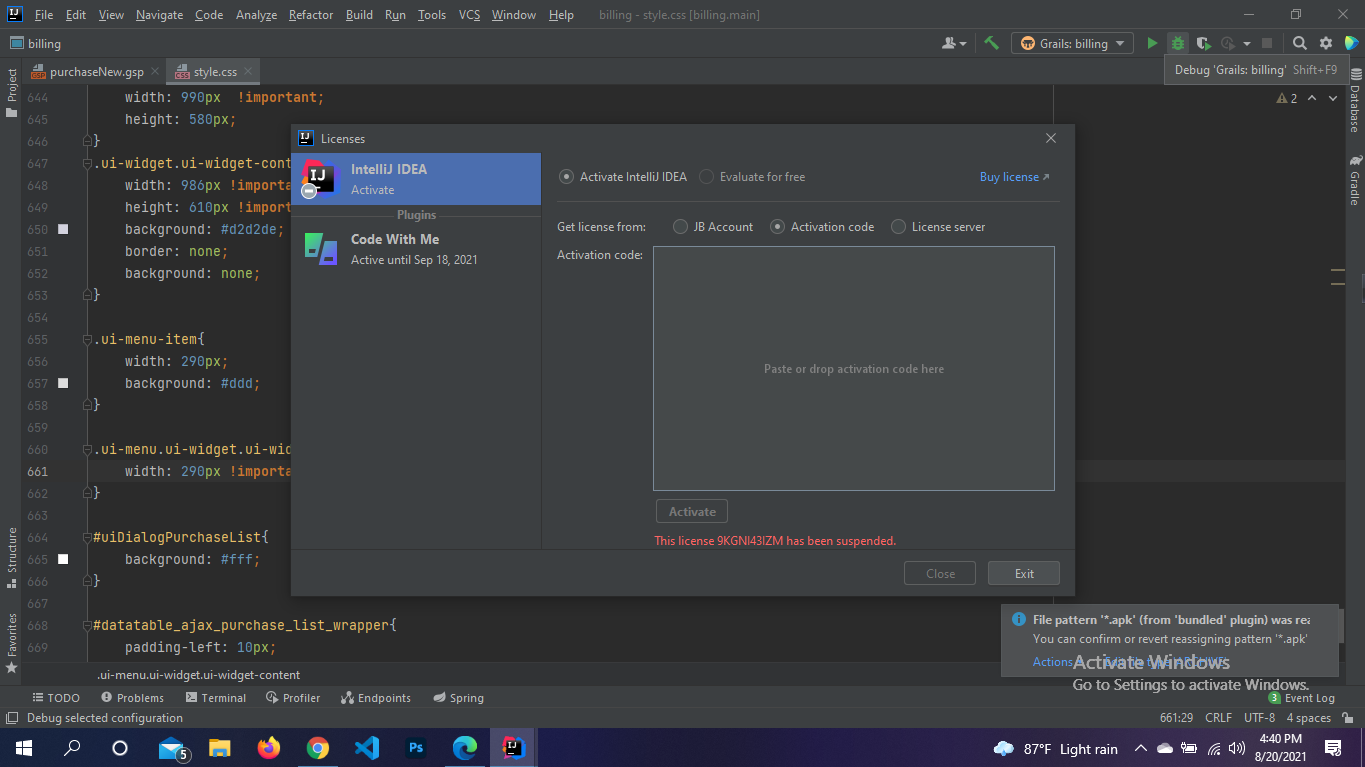 File Edit View Navigate Code Analyze Refactor Build Run Tools VCS Window Help billing - style.css [billing.main]
billing Grails: billing
purchaseNew.gsp style.css
Debug 'Grails: billing' Shift+F9
Project
Database
Gradle
Structure
Favorites
2
644 width: 990px !important;
645 height: 580px;
646 }
647 .ui-widget.ui-widget-cont
648 width: 986px !import
649 height: 610px !import
650 background: #d2d2de;
651 border: none;
652 background: none;
653 }
654
655 .ui-menu-item{
656 width: 290px;
657 background: #ddd;
658 }
659
660 .ui-menu.ui-widget.ui-wid
661 width: 290px !importa
662 }
663
664 #uiDialogPurchaseList{
665 background: #fff;
666 }
667
668 #datatable_ajax_purchase_list_wrapper{
669 padding-left: 10px;
Licenses
IntelliJ IDEA
Activate
Plugins
Code With Me
Active until Sep 18, 2021
Activate IntelliJ IDEA Evaluate for free Buy license
Get license from: JB Account Activation code License server
Activation code:
Paste or drop activation code here
Activate
This license 9KGNI43IZM has been suspended.
Close Exit
File pattern '*.apk' (from 'bundled' plugin) was rea
You can confirm or revert reassigning pattern '*.apk'
Actions
Activate Windows
Go to Settings to activate Windows.
.ui-menu.ui-widget.ui-widget-content
TODO Problems Terminal Profiler Endpoints Spring 3 Event Log
Debug selected configuration 661:29 CRLF UTF-8 4 spaces
5 Ps IJ 87°F Light rain 4:40 PM
8/20/2021